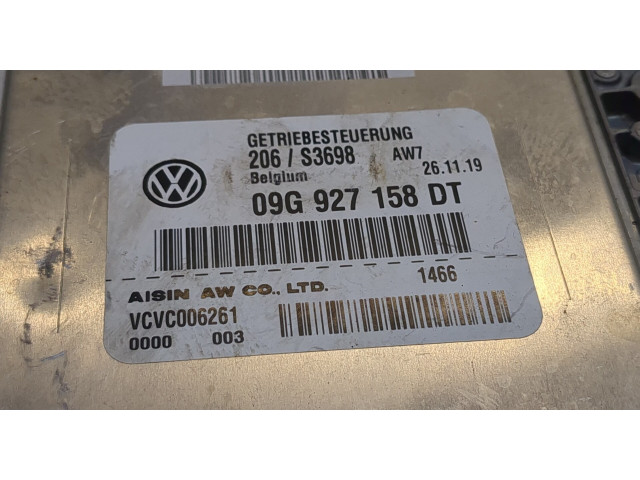 GETRIEBESTEUERUNG
206 / S3698 AW7 26.11.19
Belgium
09G 927 158 DT
1466
AISIN AW CO., LTD.
VCVC006261
0000 003